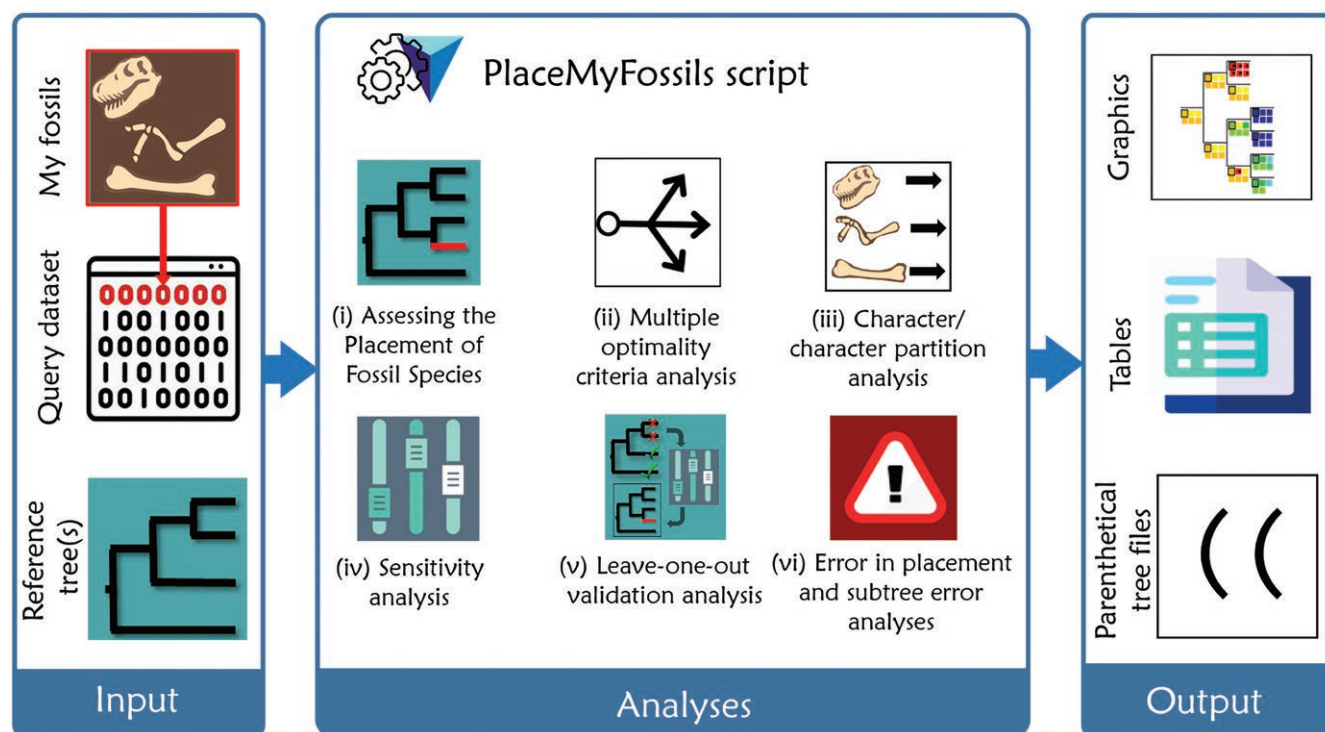 My fossils
Query dataset
0000000
1001001
0000000
1101011
0010000
Reference
tree(s)
Input
PlaceMyFossils script
(i) Assessing the
Placement of
Fossil Species
(ii) Multiple
optimality
criteria analysis
(iii) Character/
character partition
analysis
(iv) Sensitivity
analysis
(v) Leave-one-out
validation analysis
(vi) Error in placement
and subtree error
analyses
!
Analyses
Graphics
Tables
Parenthetical
tree files
( (
Output